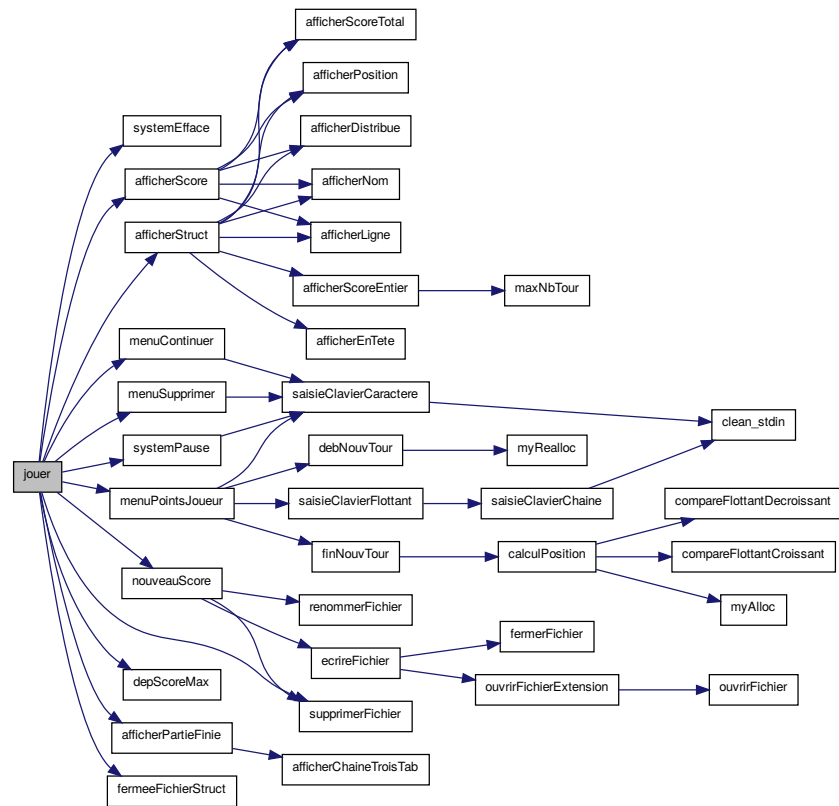 afficherScoreTotal
afficherPosition
systemEfface
afficherDistribue
afficherScore
afficherNom
afficherStruct
afficherLigne
afficherScoreEntier
maxNbTour
menuContinuer
afficherEnTete
menuSupprimer
saisieClavierCaractere
clean_stdin
systemPause
debNouvTour
myRealloc
jouer
menuPointsJoueur
saisieClavierFlottant
saisieClavierChaine
compareFlottantDecroissant
finNouvTour
calculPosition
compareFlottantCroissant
nouveauScore
renommerFichier
myAlloc
ecrireFichier
fermerFichier
depScoreMax
supprimerFichier
ouvrirFichierExtension
ouvrirFichier
afficherPartieFinie
afficherChaineTroisTab
fermeeFichierStruct